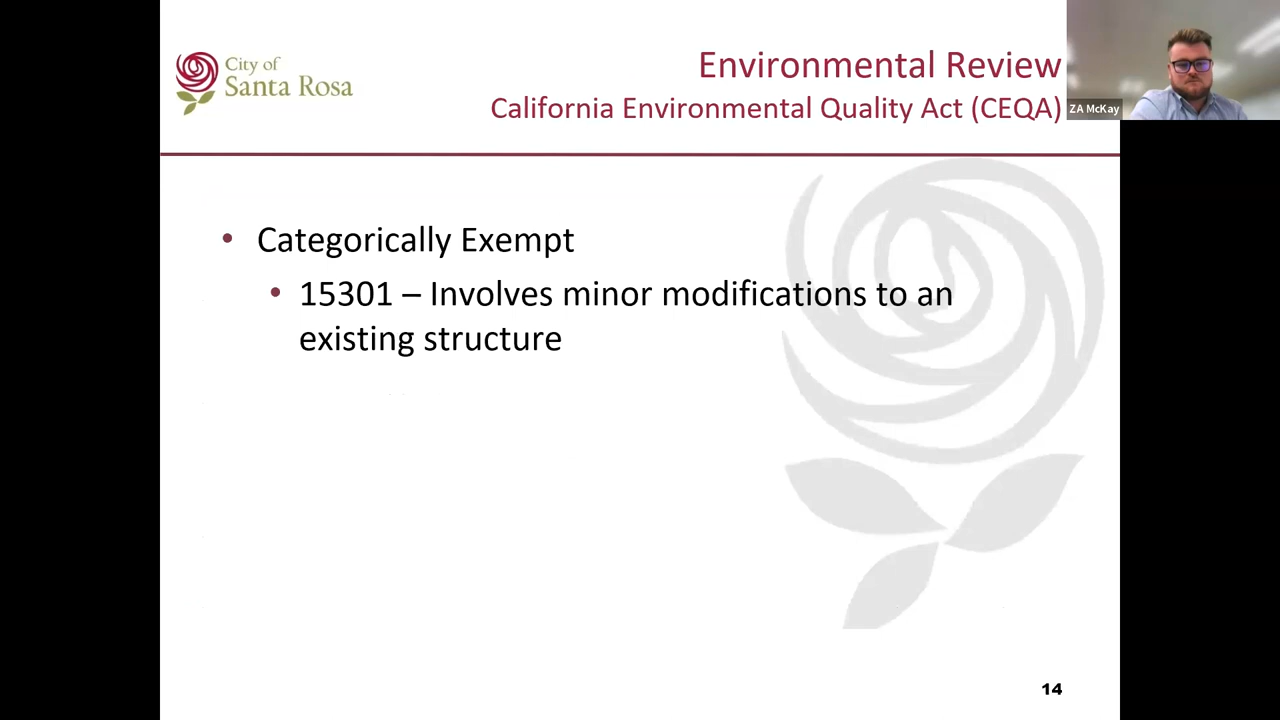 City of
Santa Rosa
Environmental Review
California Environmental Quality Act (CEQA)
ZA McKay
• Categorically Exempt
• 15301 – Involves minor modifications to an
existing structure
14